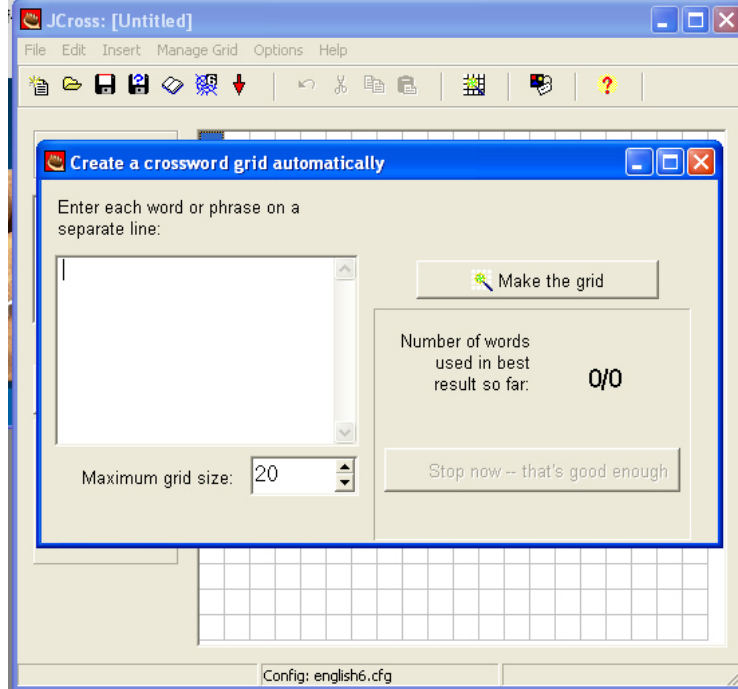 JCross: [Untitled]
File Edit Insert Manage Grid Options Help
Create a crossword grid automatically
Enter each word or phrase on a
separate line:
Make the grid
Number of words
used in best
result so far:
0/0
Maximum grid size:
20
Stop now -- that's good enough
Config: english6.cfg